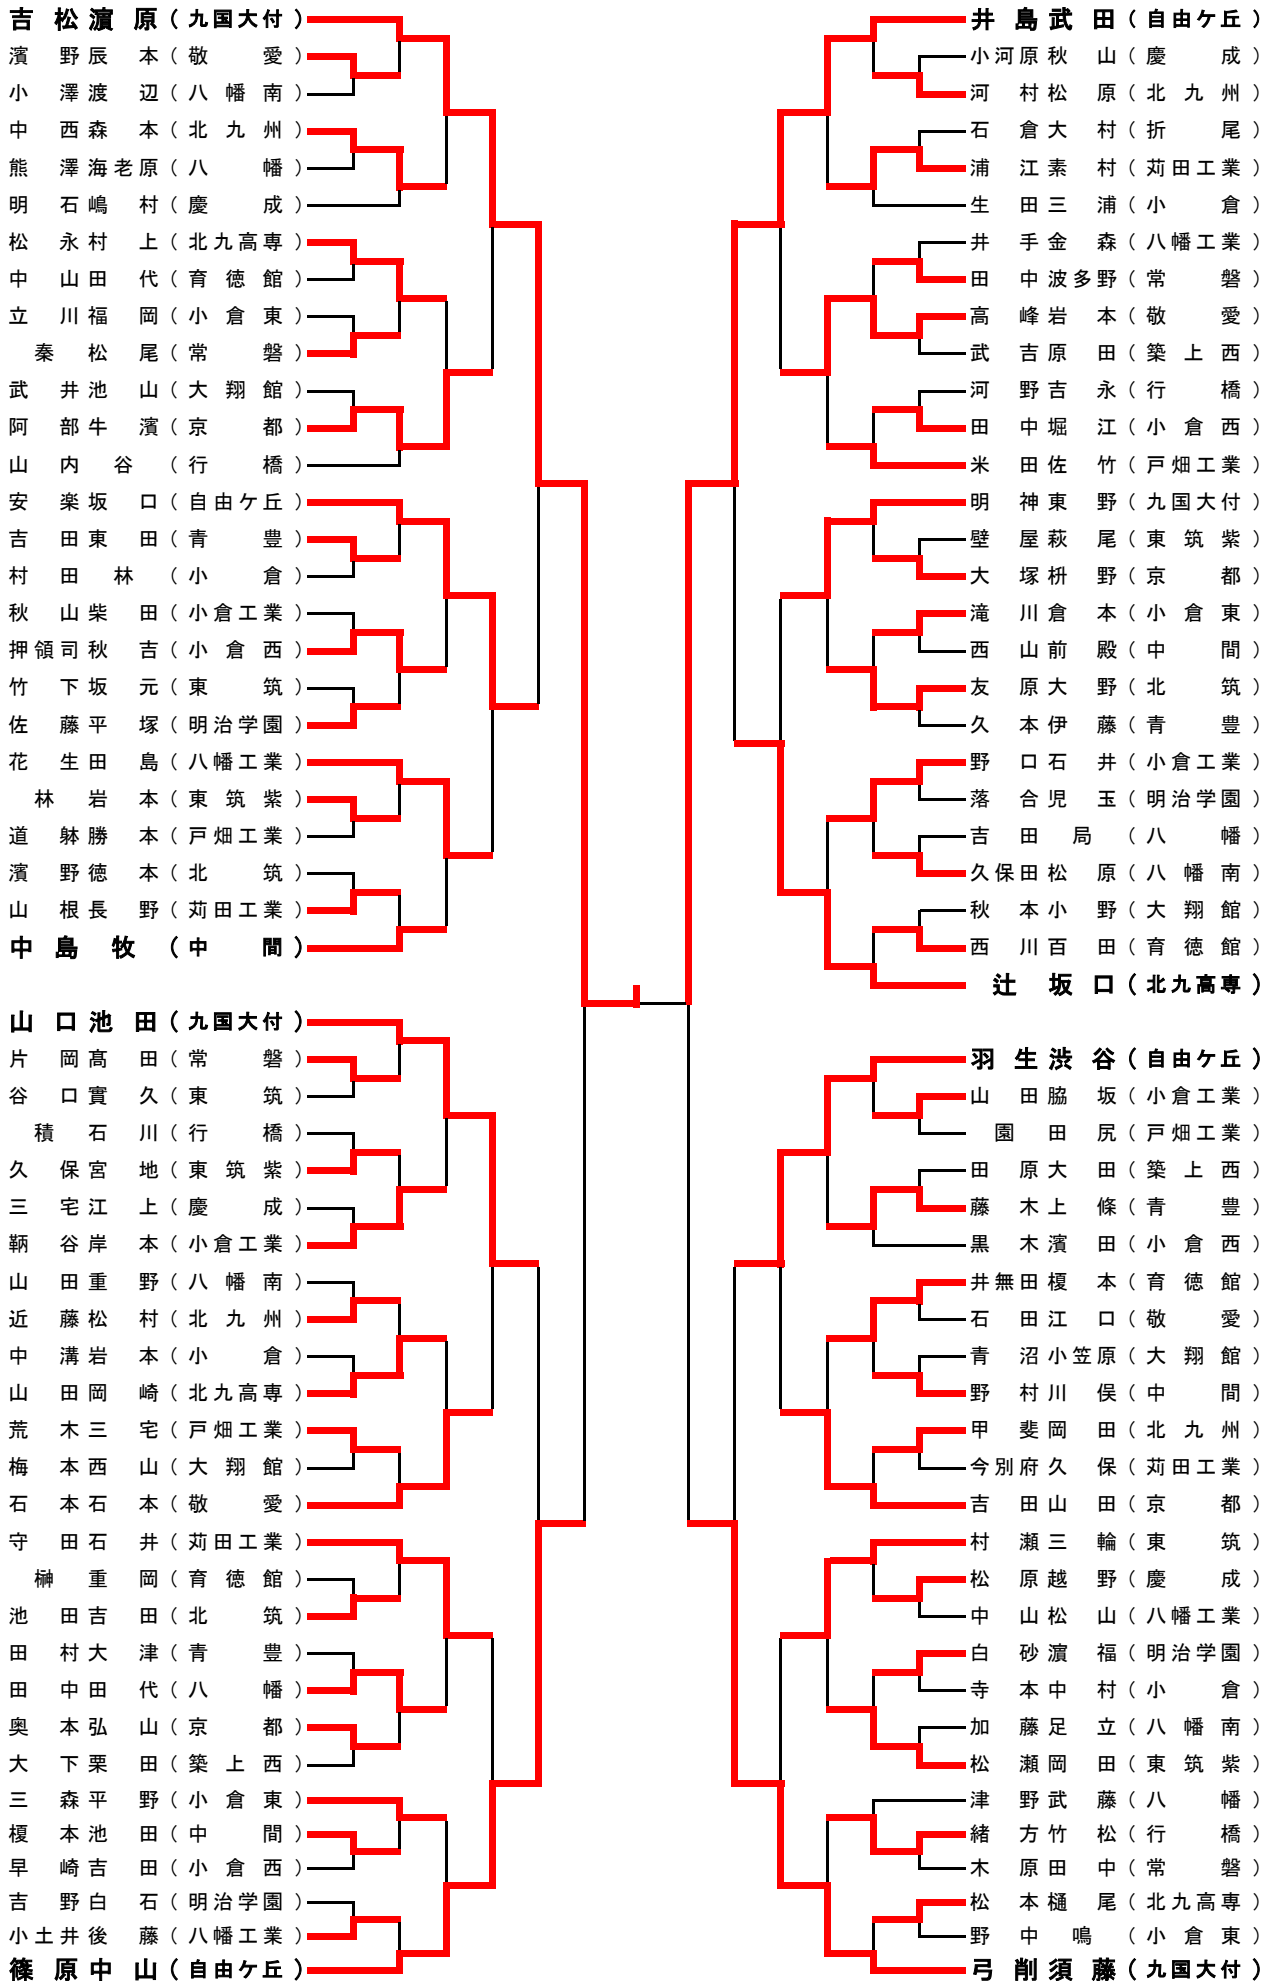 吉松濵原（九国大付）
濱野辰本（敬愛）
小澤渡辺（八幡南）
中西森本（北九州）
熊澤海老原（八幡）
明石嶋村（慶成）
松永村上（北九高専）
中山田代（育徳館）
立川福岡（小倉東）
秦松尾（常磐）
武井池山（大翔館）
阿部牛濱（京都）
山内谷（行橋）
安楽坂口（自由ケ丘）
吉田東田（青豊）
村田林（小倉）
秋山柴田（小倉工業）
押領司秋吉（小倉西）
竹下坂元（東筑）
佐藤平塚（明治学園）
花生田島（八幡工業）
林岩本（東筑紫）
道躰勝本（戸畑工業）
濱野徳本（北筑）
山根長野（苅田工業）
中島牧（中間）
山口池田（九国大付）
片岡髙田（常磐）
谷口實久（東筑）
積石川（行橋）
久保宮地（東筑紫）
三宅江上（慶成）
鞆谷岸本（小倉工業）
山田重野（八幡南）
近藤松村（北九州）
中溝岩本（小倉）
山田岡崎（北九高専）
荒木三宅（戸畑工業）
梅本西山（大翔館）
石本石本（敬愛）
守田石井（苅田工業）
榊重岡（育徳館）
池田吉田（北筑）
田村大津（青豊）
田中田代（八幡）
奥本弘山（京都）
大下栗田（築上西）
三森平野（小倉東）
榎本池田（中間）
早崎吉田（小倉西）
吉野白石（明治学園）
小土井後藤（八幡工業）
篠原中山（自由ケ丘）
井島武田（自由ケ丘）
小河原秋山（慶成）
河村松原（北九州）
石倉大村（折尾）
浦江素村（苅田工業）
生田三浦（小倉）
井手金森（八幡工業）
田中波多野（常磐）
高峰岩本（敬愛）
武吉原田（築上西）
河野吉永（行橋）
田中堀江（小倉西）
米田佐竹（戸畑工業）
明神東野（九国大付）
壁屋萩尾（東筑紫）
大塚枡野（京都）
滝川倉本（小倉東）
西山前殿（中間）
友原大野（北筑）
久本伊藤（青豊）
野口石井（小倉工業）
落合児玉（明治学園）
吉田局（八幡）
久保田松原（八幡南）
秋本小野（大翔館）
西川百田（育徳館）
辻坂口（北九高専）
羽生渋谷（自由ケ丘）
山田脇坂（小倉工業）
園田尻（戸畑工業）
田原大田（築上西）
藤木上條（青豊）
黒木濱田（小倉西）
井無田榎本（育徳館）
石田江口（敬愛）
青沼小笠原（大翔館）
野村川俣（中間）
甲斐岡田（北九州）
今別府久保（苅田工業）
吉田山田（京都）
村瀬三輪（東筑）
松原越野（慶成）
中山松山（八幡工業）
白砂濵福（明治学園）
寺本中村（小倉）
加藤足立（八幡南）
松瀬岡田（東筑紫）
津野武藤（八幡）
緒方竹松（行橋）
木原田中（常磐）
松本樋尾（北九高専）
野中鳴（小倉東）
弓削須藤（九国大付）